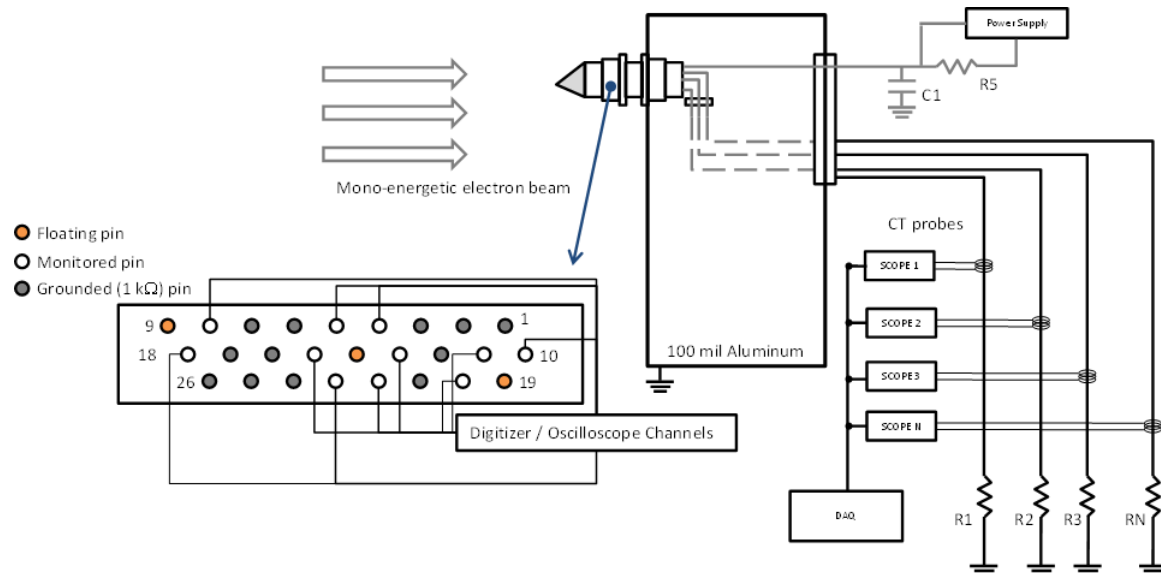 Power Supply
C1
R5
Mono-energetic electron beam
Floating pin
Monitored pin
Grounded (1 kΩ) pin
CT probes
SCOPE 1
SCOPE 2
SCOPE 3
SCOPE N
9
1
18
10
26
19
100 mil Aluminum
Digitizer / Oscilloscope Channels
DAQ
R1
R2
R3
RN